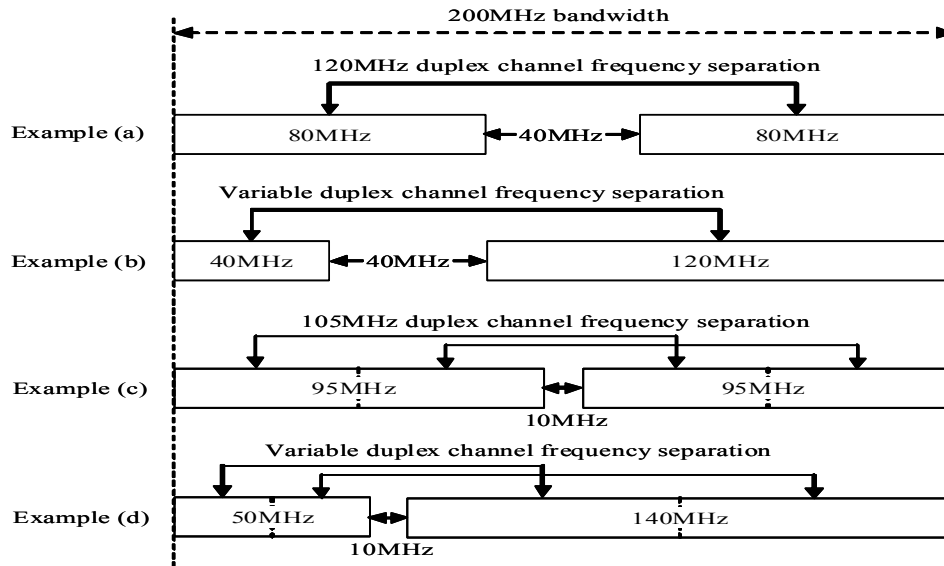 200MHz bandwidth
120MHz duplex channel frequency separation
Example (a)
80MHz
40MHz
80MHz
Variable duplex channel frequency separation
Example (b)
40MHz
40MHz
120MHz
105MHz duplex channel frequency separation
Example (c)
95MHz
95MHz
10MHz
Variable duplex channel frequency separation
Example (d)
50MHz
140MHz
10MHz